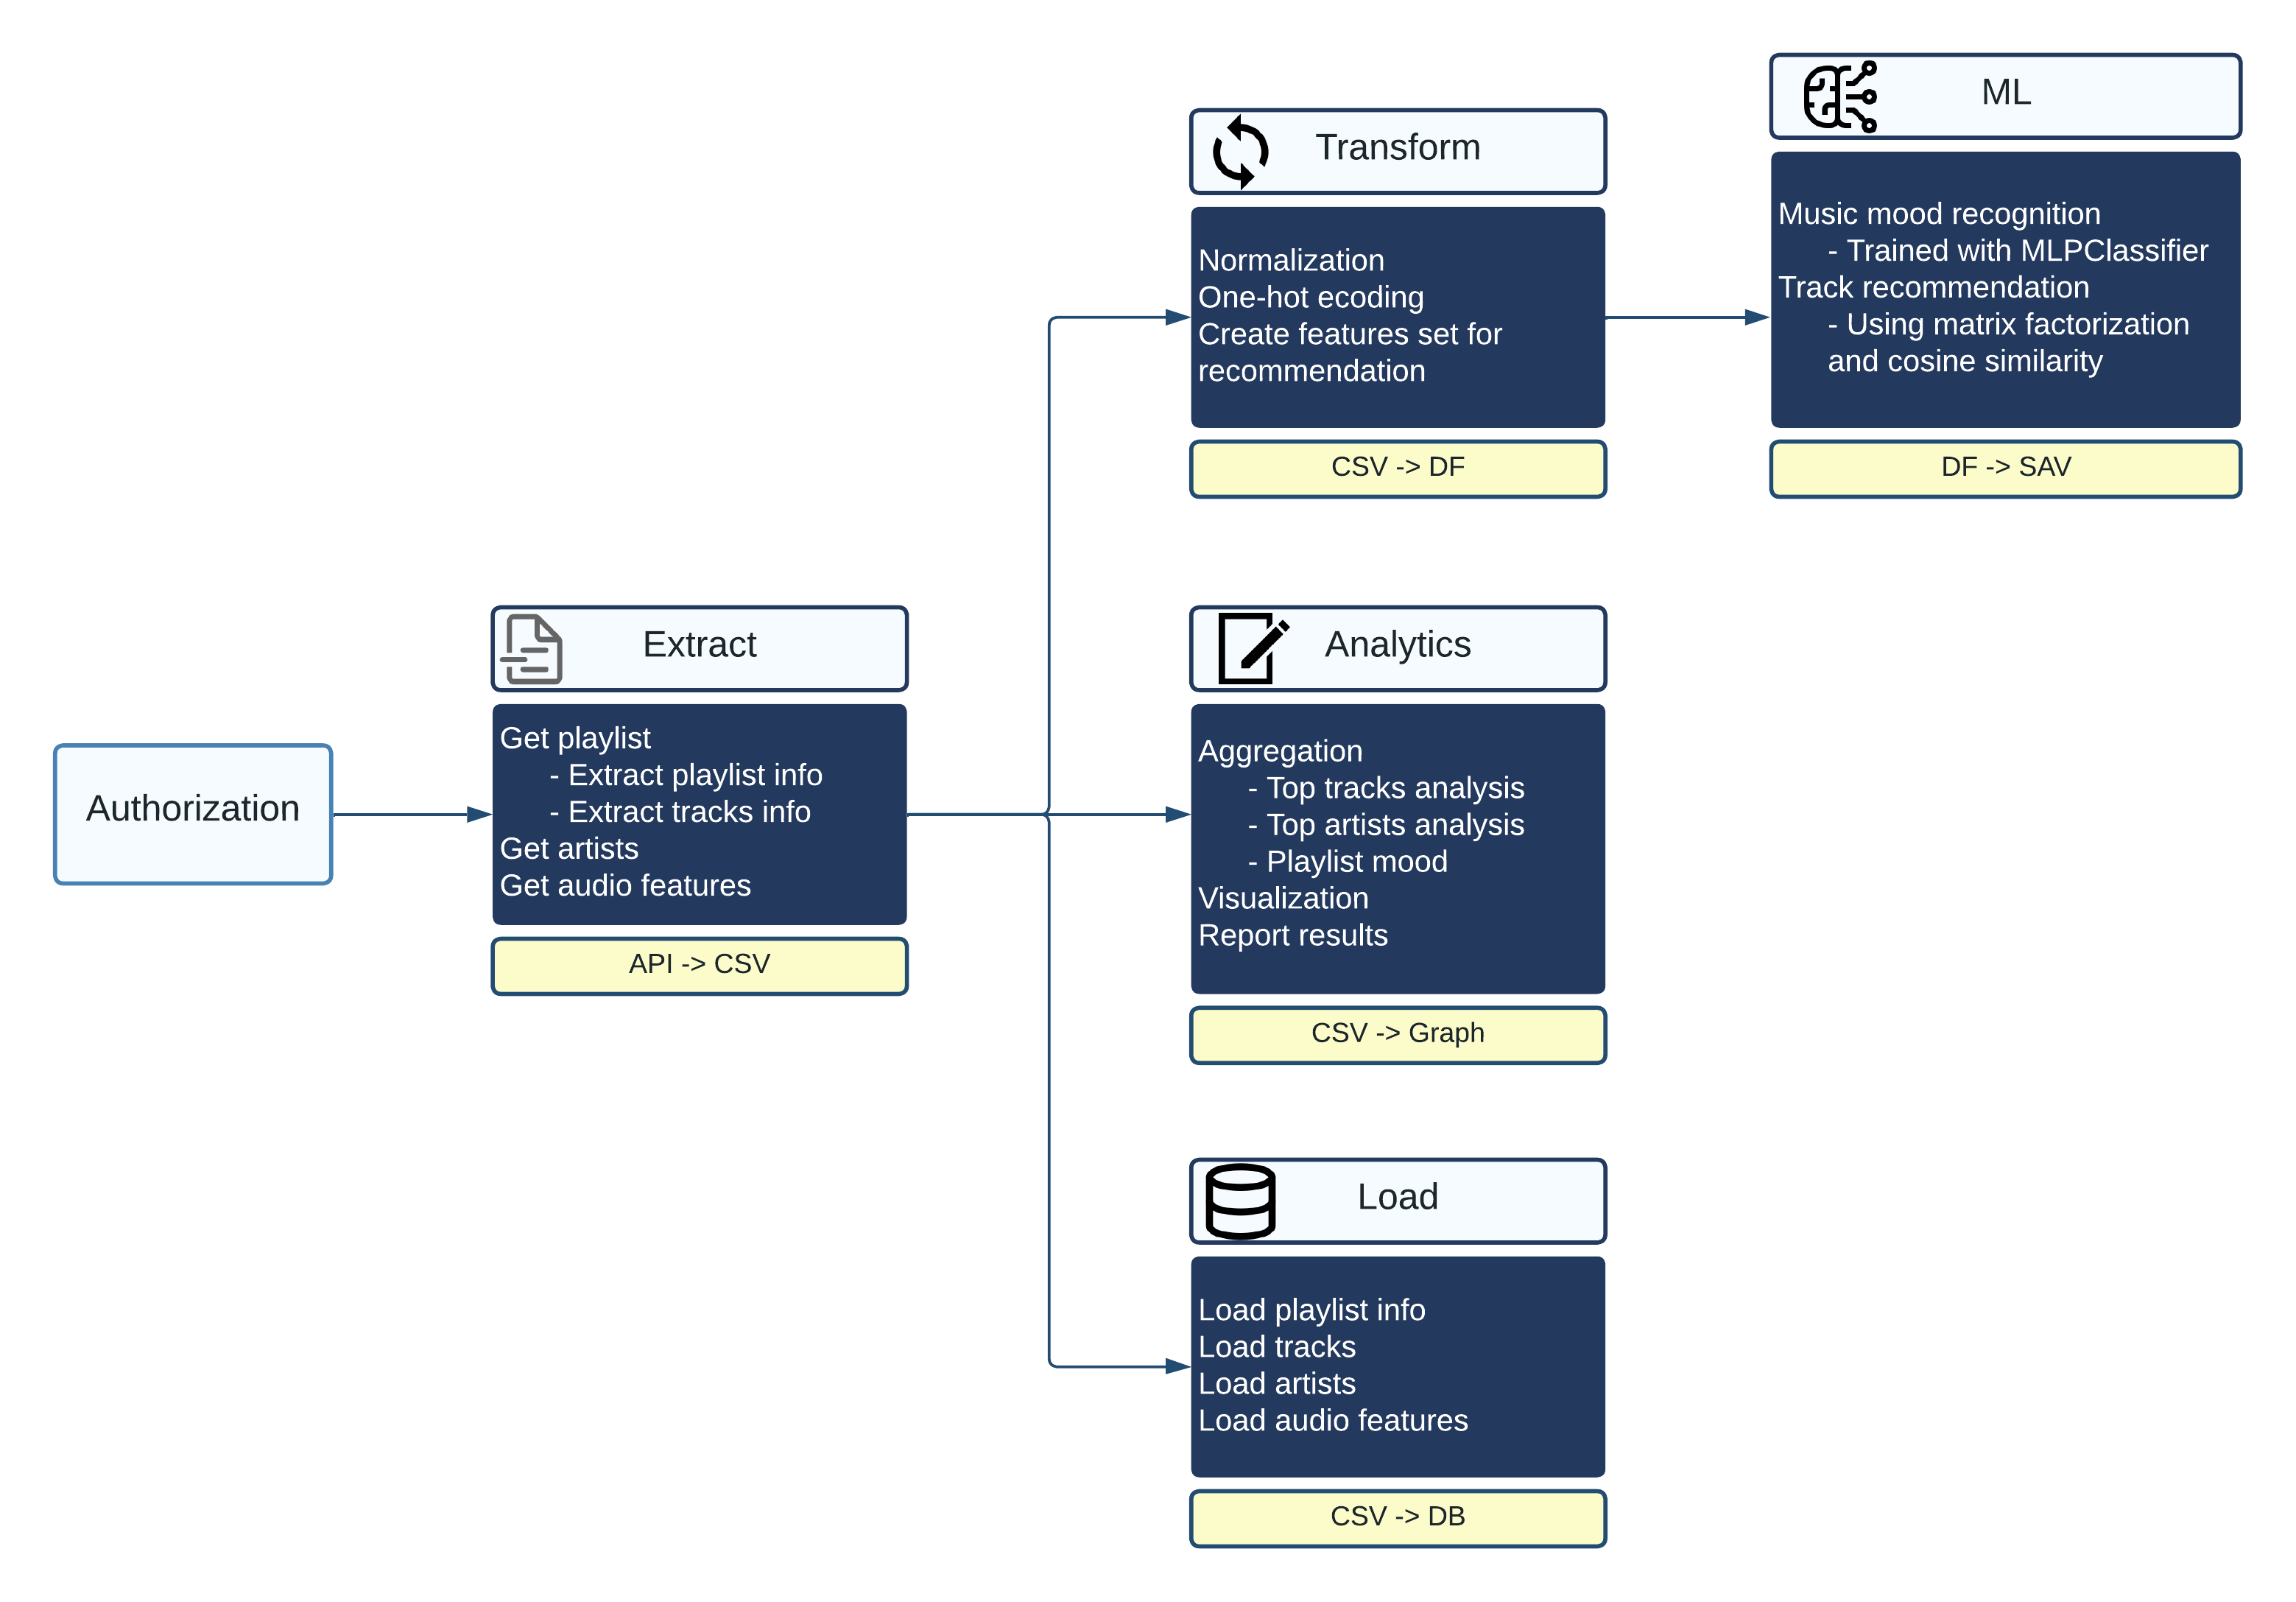 Authorization
Extract
Get playlist
- Extract playlist info
- Extract tracks info
Get artists
Get audio features
API -> CSV
Transform
Normalization
One-hot ecoding
Create features set for
recommendation
CSV -> DF
ML
Music mood recognition
- Trained with MLPClassifier
Track recommendation
- Using matrix factorization
and cosine similarity
DF -> SAV
Analytics
Aggregation
- Top tracks analysis
- Top artists analysis
- Playlist mood
Visualization
Report results
CSV -> Graph
Load
Load playlist info
Load tracks
Load artists
Load audio features
CSV -> DB